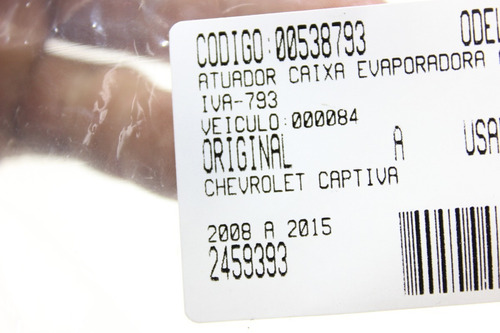 CODIGO:00538793
ATUADOR CAIXA EVAPORADORA
IVA-793
VEICULO:000084
ORIGINAL A
CHEVROLET CAPTIVA
2008 A 2015
2459393